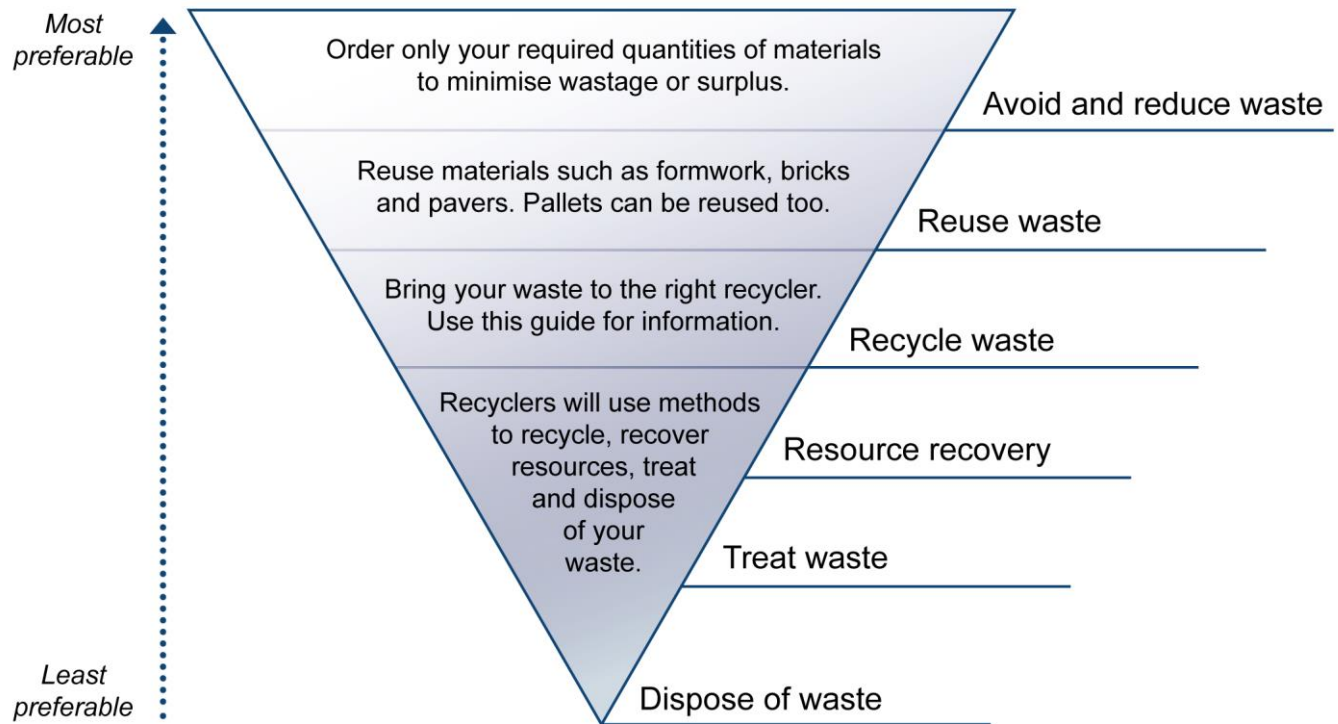 Most
preferable
Order only your required quantities of materials
to minimise wastage or surplus.
Avoid and reduce waste
Reuse materials such as formwork, bricks
and pavers. Pallets can be reused too.
Reuse waste
Bring your waste to the right recycler.
Use this guide for information.
Recycle waste
Recyclers will use methods
to recycle, recover
resources, treat
and dispose
of your
waste.
Resource recovery
Treat waste
Least
preferable
Dispose of waste